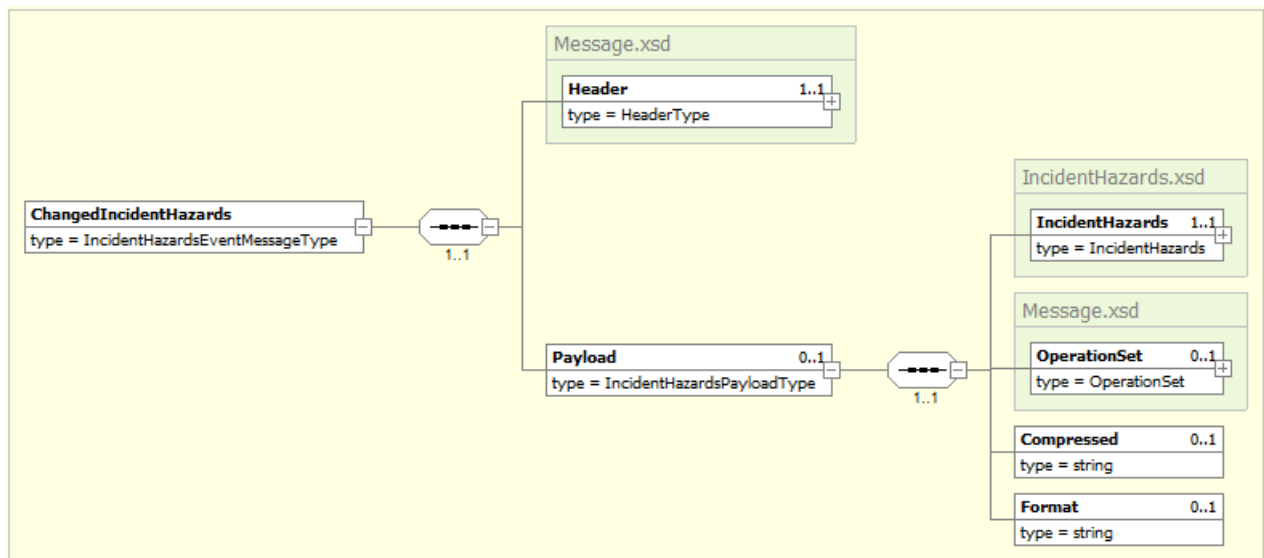 Message.xsd
Header 1..1
type = HeaderType
IncidentHazards.xsd
ChangedIncidentHazards
type = IncidentHazardsEventMessageType
1..1
IncidentHazards 1..1
type = IncidentHazards
Message.xsd
Payload 0..1
type = IncidentHazardsPayloadType
1..1
OperationSet 0..1
type = OperationSet
Compressed 0..1
type = string
Format 0..1
type = string